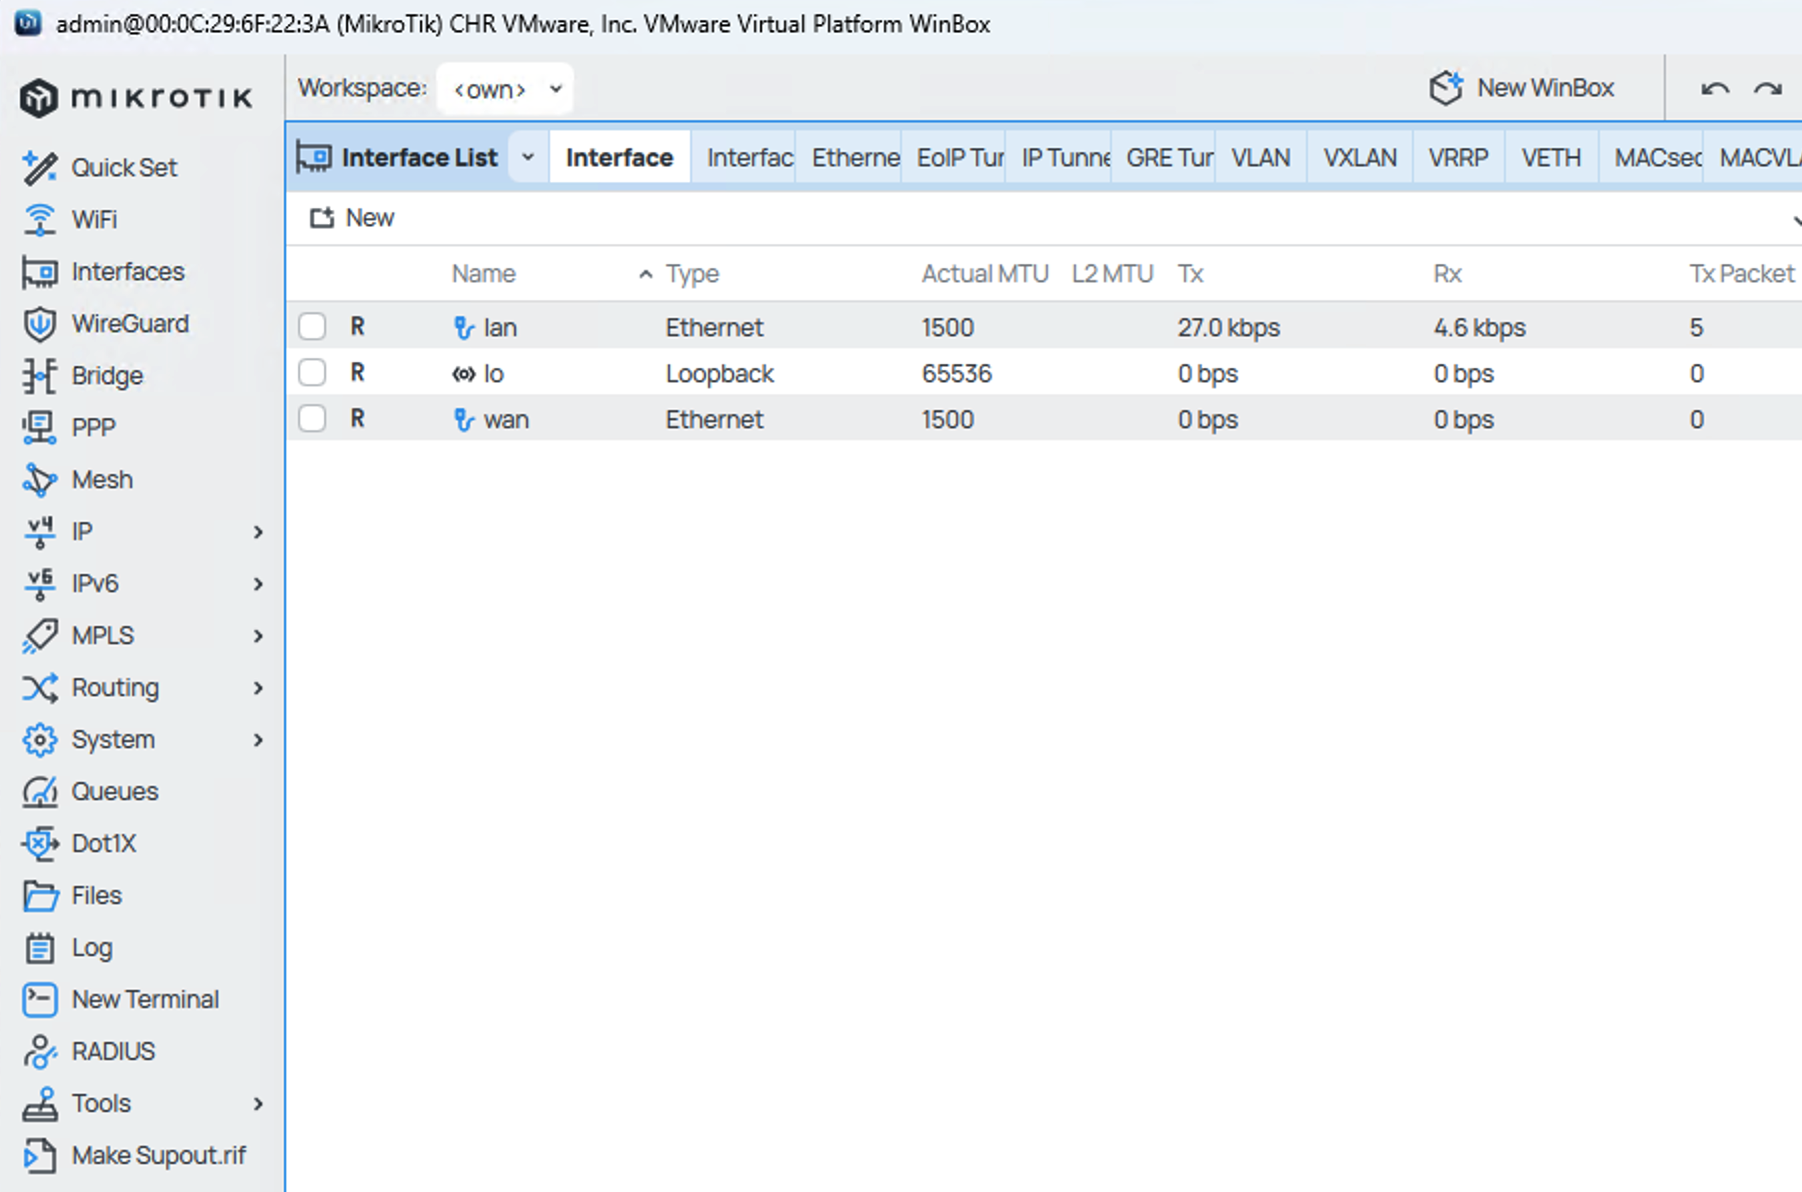 admin@00:0C:29:6F:22:3A (MikroTik) CHR VMware, Inc. VMware Virtual Platform WinBox
mikrotik
Workspace: <own>
New WinBox
Interface List Interface Interfac Etherne EoIP Tur IP Tunne GRE Tur VLAN VXLAN VRRP VETH MACsec MACVLA
New
Name Type Actual MTU L2 MTU Tx Rx Tx Packet
R lan Ethernet 1500 27.0 kbps 4.6 kbps 5
R lo Loopback 65536 0 bps 0 bps 0
R wan Ethernet 1500 0 bps 0 bps 0
Quick Set
WiFi
Interfaces
WireGuard
Bridge
PPP
Mesh
v4 IP
v6 IPv6
MPLS
Routing
System
Queues
Dot1X
Files
Log
New Terminal
RADIUS
Tools
Make Supout.rif